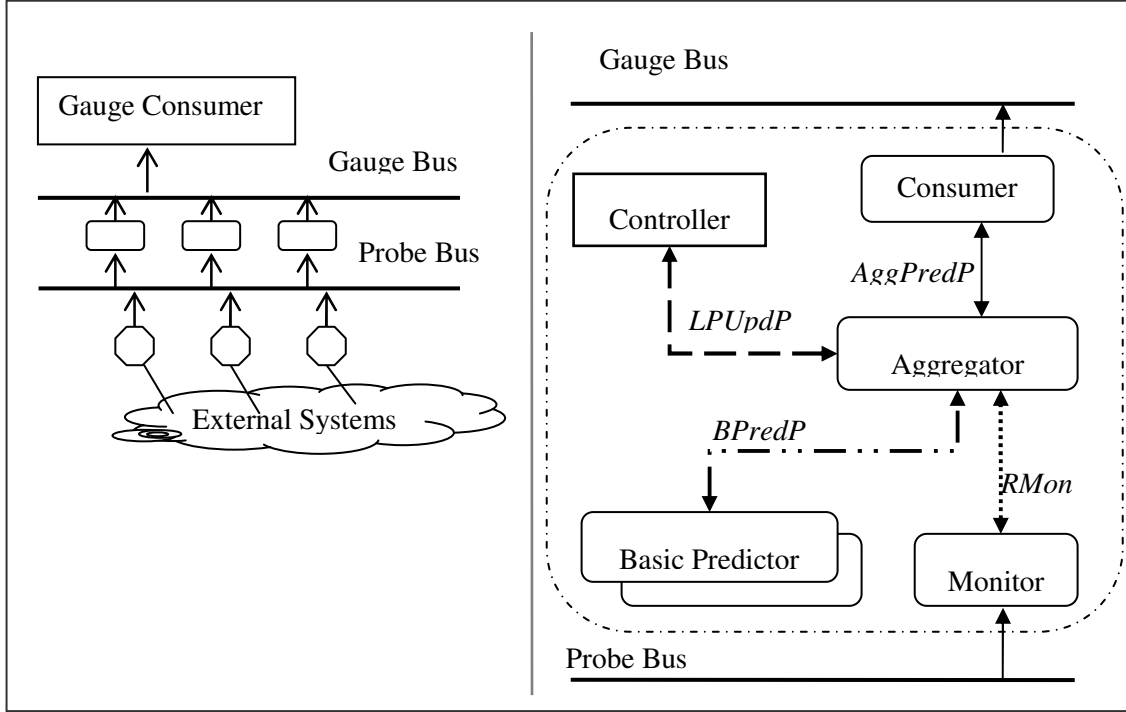 Gauge Consumer
Gauge Bus
Probe Bus
External Systems
Gauge Bus
Consumer
Controller
AggPredP
LPUpdP
Aggregator
BPredP
RMon
Basic Predictor
Monitor
Probe Bus